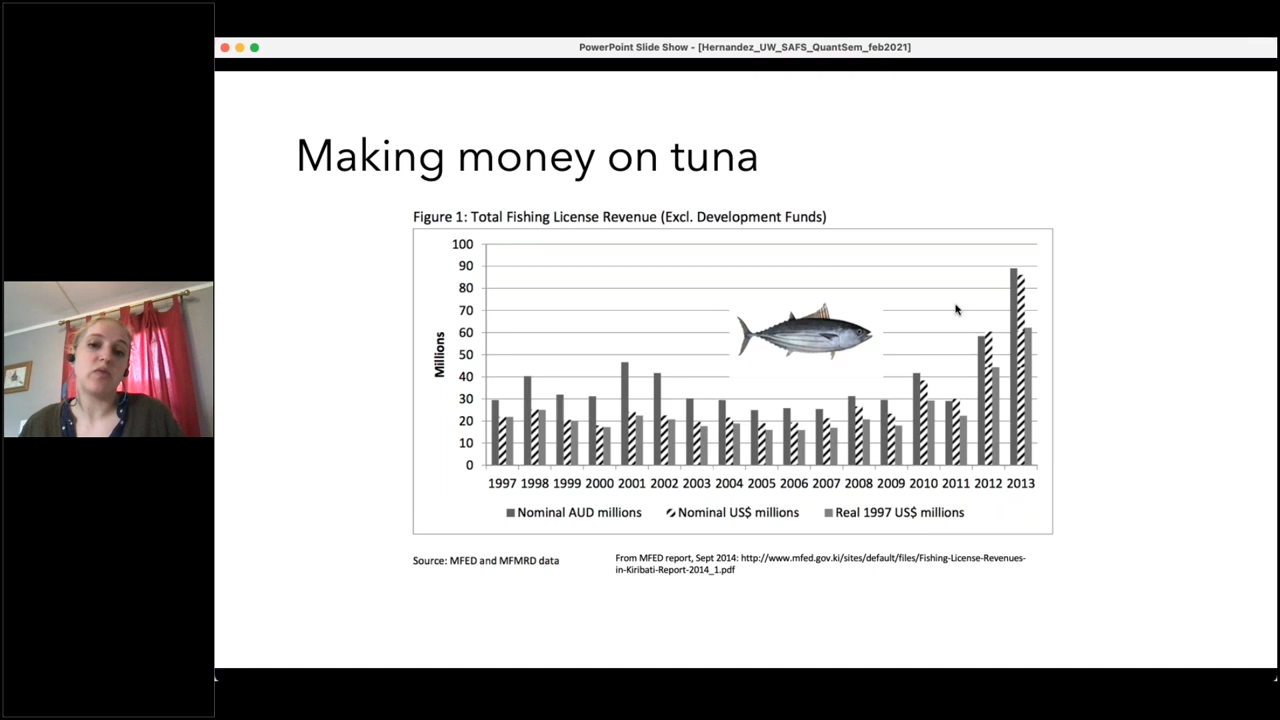 PowerPoint Slide Show - [Hernandez_UW_SAFS_QuantSem_feb2021]
Making money on tuna
Figure 1: Total Fishing License Revenue (Excl. Development Funds)
100
90
80
70
60
50
40
30
20
10
0
Millions
1997 1998 1999 2000 2001 2002 2003 2004 2005 2006 2007 2008 2009 2010 2011 2012 2013
Nominal AUD millions Nominal US$ millions Real 1997 US$ millions
Source: MFED and MFMRD data
From MFED report, Sept 2014: http://www.mfed.gov.ki/sites/default/files/Fishing-License-Revenues-
in-Kiribati-Report-2014_1.pdf